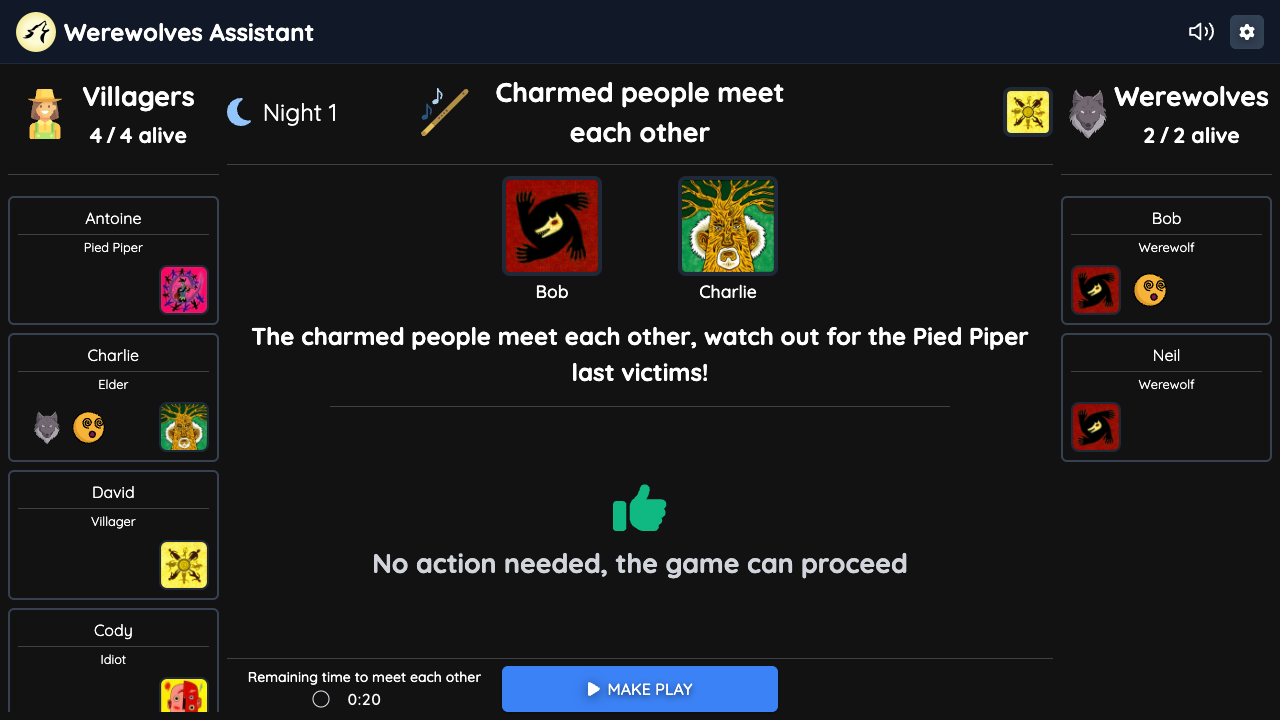 Werewolves Assistant
Villagers
4 / 4 alive
Antoine
Pied Piper
Charlie
Elder
David
Villager
Cody
Idiot
Night 1
Charmed people meet
each other
Bob
Charlie
The charmed people meet each other, watch out for the Pied Piper
last victims!
No action needed, the game can proceed
Remaining time to meet each other
0:20
MAKE PLAY
Werewolves
2 / 2 alive
Bob
Werewolf
Neil
Werewolf